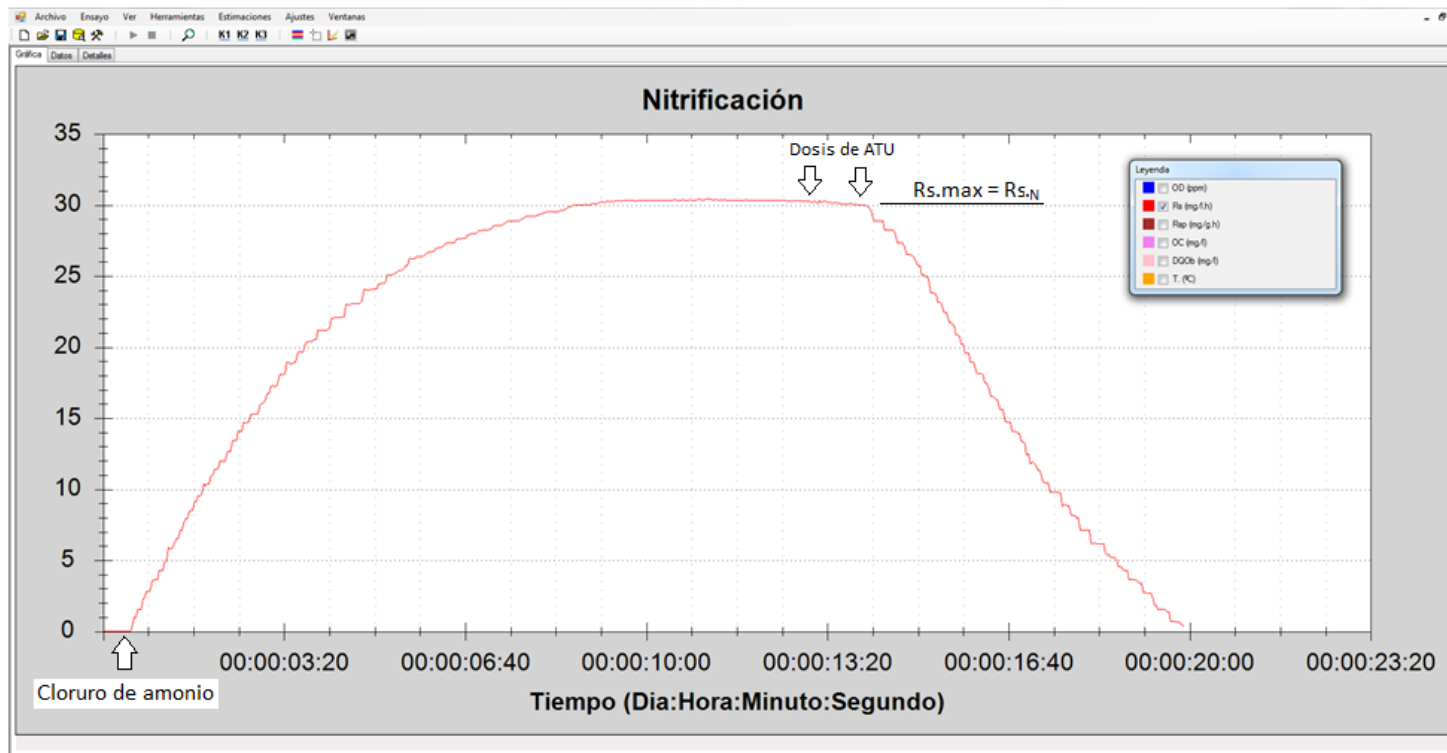 Archivo Ensayo Ver Herramientas Estimaciones Ajustes Ventanas
K1 K2 K3
Gráfica Datos Detalles
Nitrificación
35
30
25
20
15
10
5
0
Dosis de ATU
Rs.max = Rs.N
Leyenda
OD (ppm)
Rs (mg/l.h)
Rsp (mg/g.h)
OC (mg/l)
DQOb (mg/l)
T. (ºC)
Cloruro de amonio
00:00:03:20 00:00:06:40 00:00:10:00 00:00:13:20 00:00:16:40 00:00:20:00 00:00:23:20
Tiempo (Dia:Hora:Minuto:Segundo)